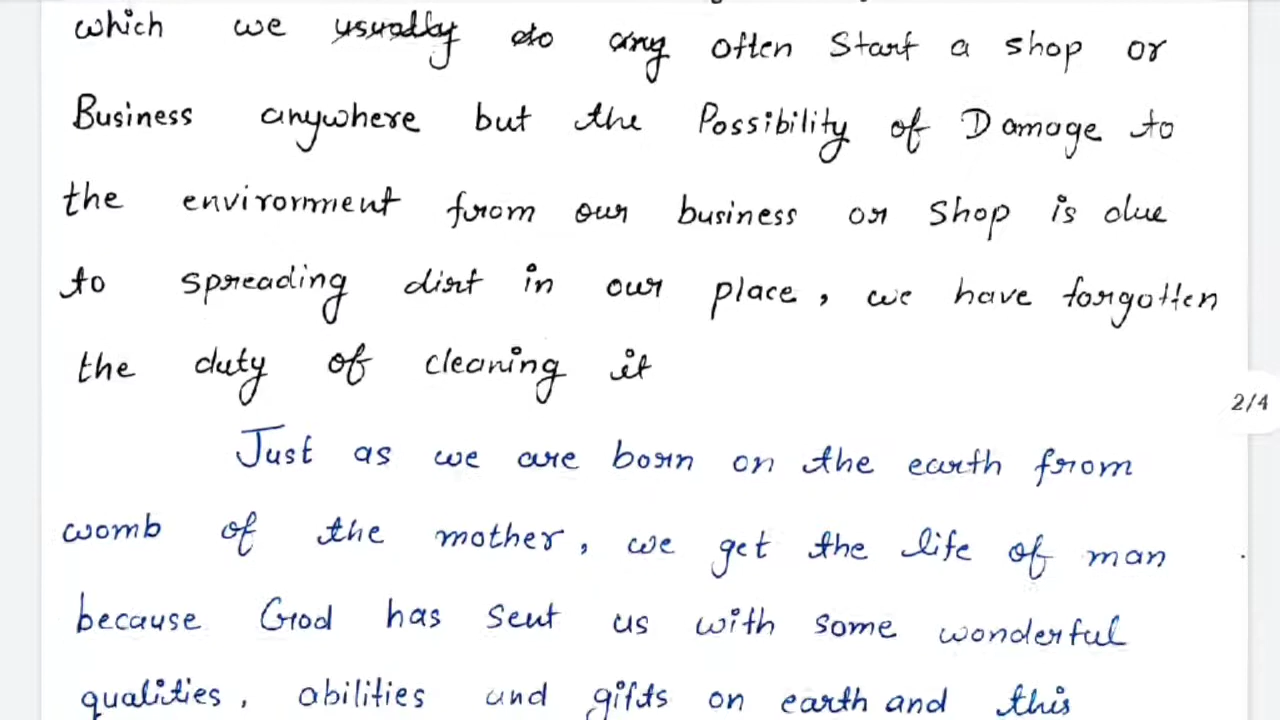 which we usually do any often Start a shop or
Business anywhere but the Possibility of Damage to
the environment from our business or Shop is due
to spreading dirt in our place, we have forgotten
the duty of cleaning it
2/4
Just as we are born on the earth from
womb of the mother, we get the life of man
because God has sent us with some wonderful
qualities, abilities and gifts on earth and this